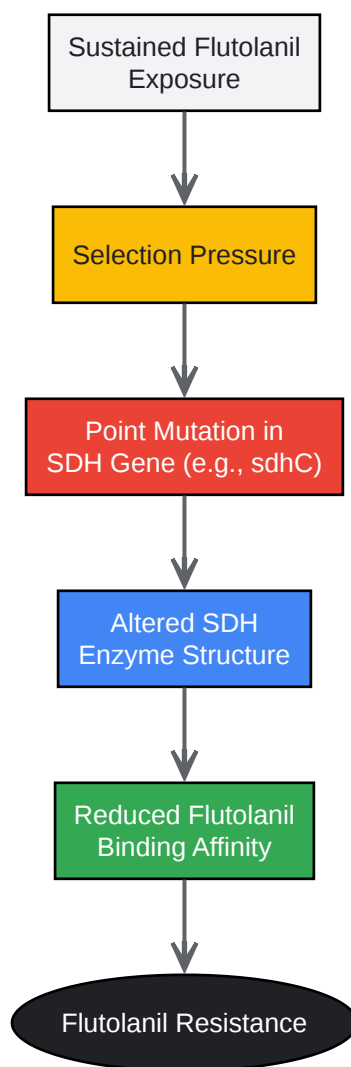 Sustained Flutolanil
Exposure
Selection Pressure
Point Mutation in
SDH Gene (e.g., sdhC)
Altered SDH
Enzyme Structure
Reduced Flutolanil
Binding Affinity
Flutolanil Resistance